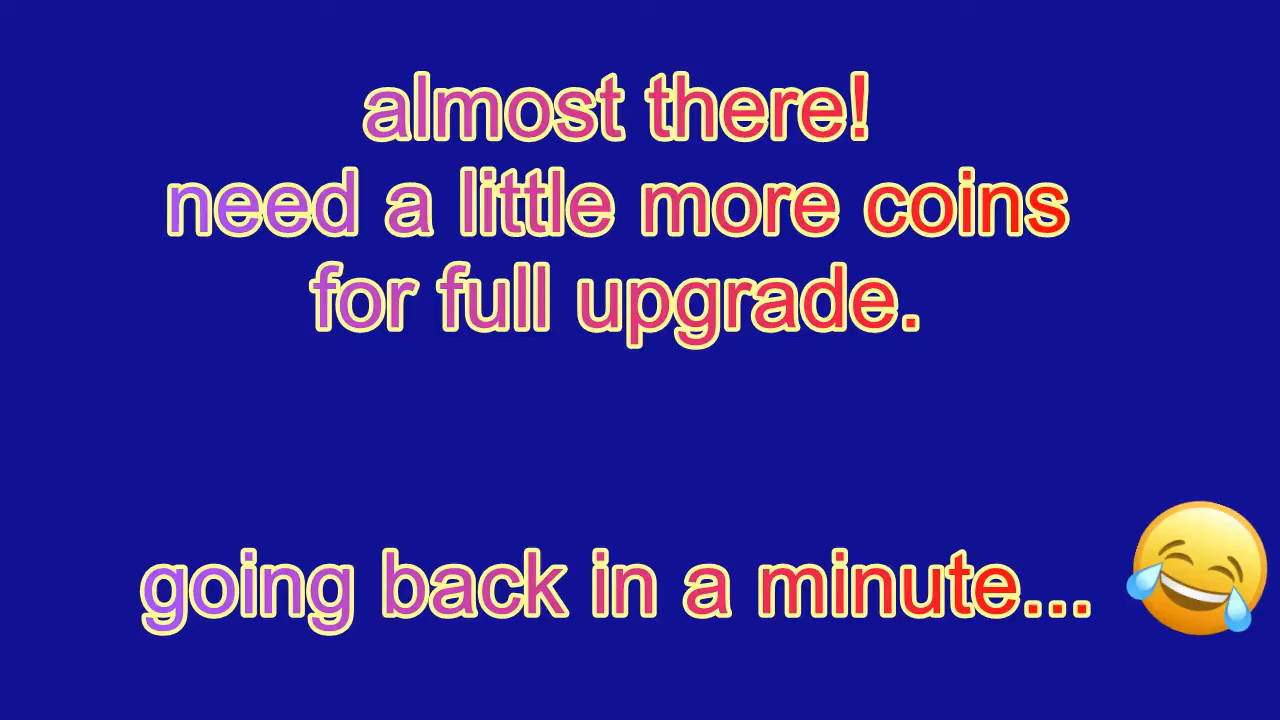 almost there!
need a little more coins
for full upgrade.
going back in a minute...